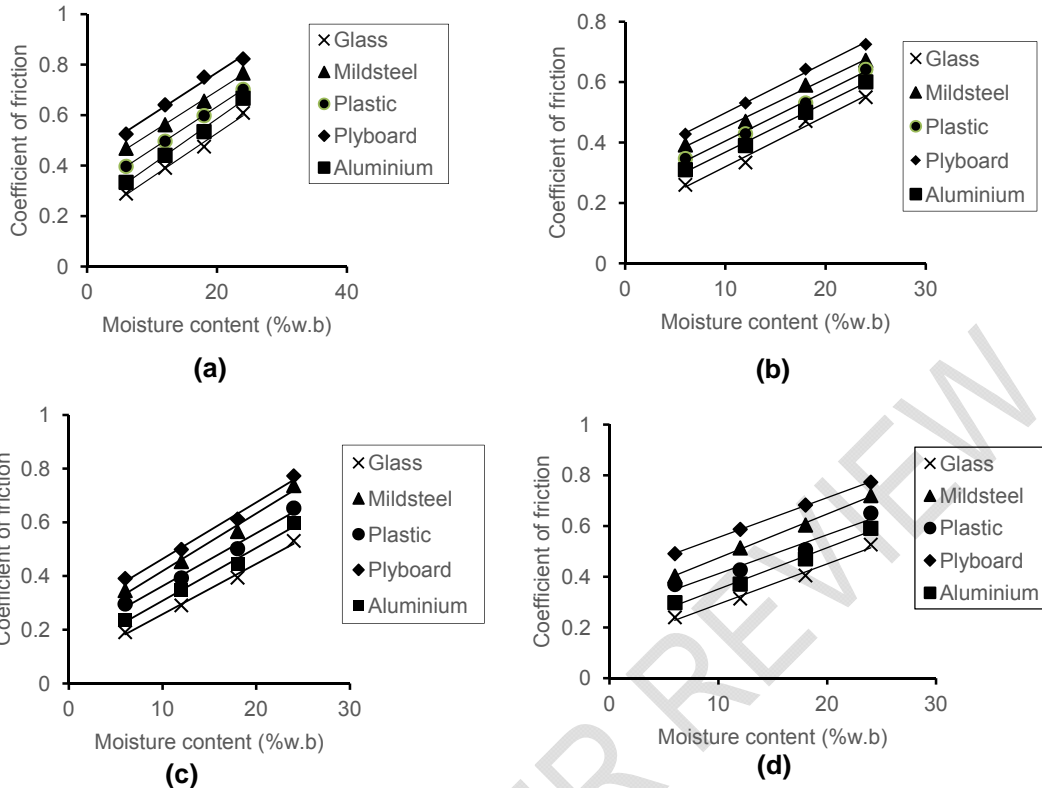 1
0.8
0.6
0.4
0.2
0
Coefficient of friction
0 20 40
Moisture content (%w.b)
Glass
Mildsteel
Plastic
Plyboard
Aluminium
(a)
0.8
0.6
0.4
0.2
0
Coefficient of friction
0 10 20 30
Moisture content (%w.b)
Glass
Mildsteel
Plastic
Plyboard
Aluminium
(b)
1
0.8
0.6
0.4
0.2
0
Coefficient of friction
0 10 20 30
Moisture content (%w.b)
Glass
Mildsteel
Plastic
Plyboard
Aluminium
(c)
1
0.8
0.6
0.4
0.2
0
Coefficient of friction
0 10 20 30
Moisture content (%w.b)
Glass
Mildsteel
Plastic
Plyboard
Aluminium
(d)
REVIEW